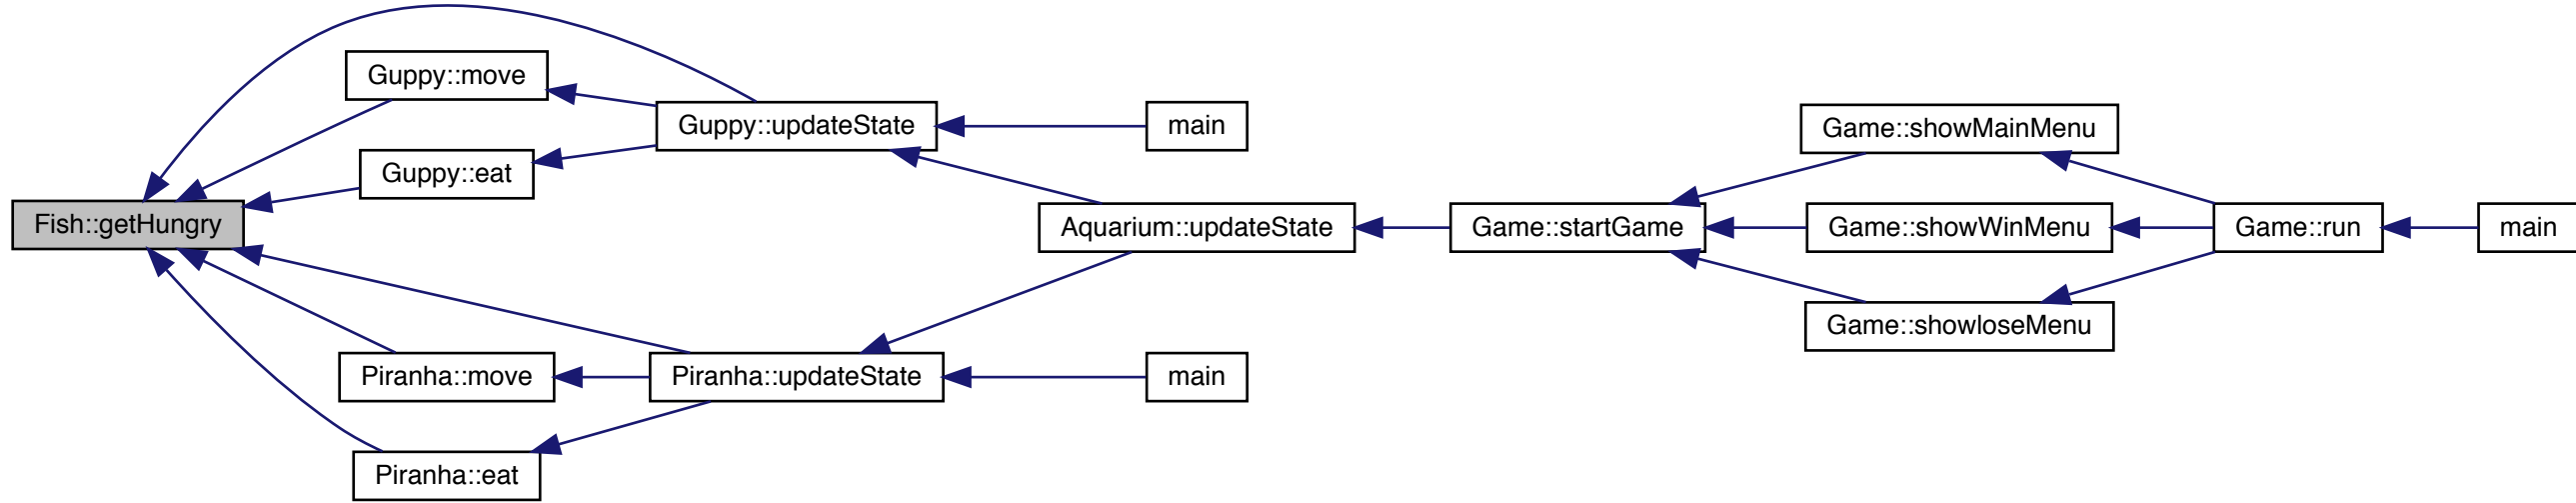 Fish::getHungry
Guppy::move
Guppy::eat
Piranha::move
Piranha::eat
Guppy::updateState
Piranha::updateState
main
Aquarium::updateState
main
Game::startGame
Game::showMainMenu
Game::showWinMenu
Game::showloseMenu
Game::run
main